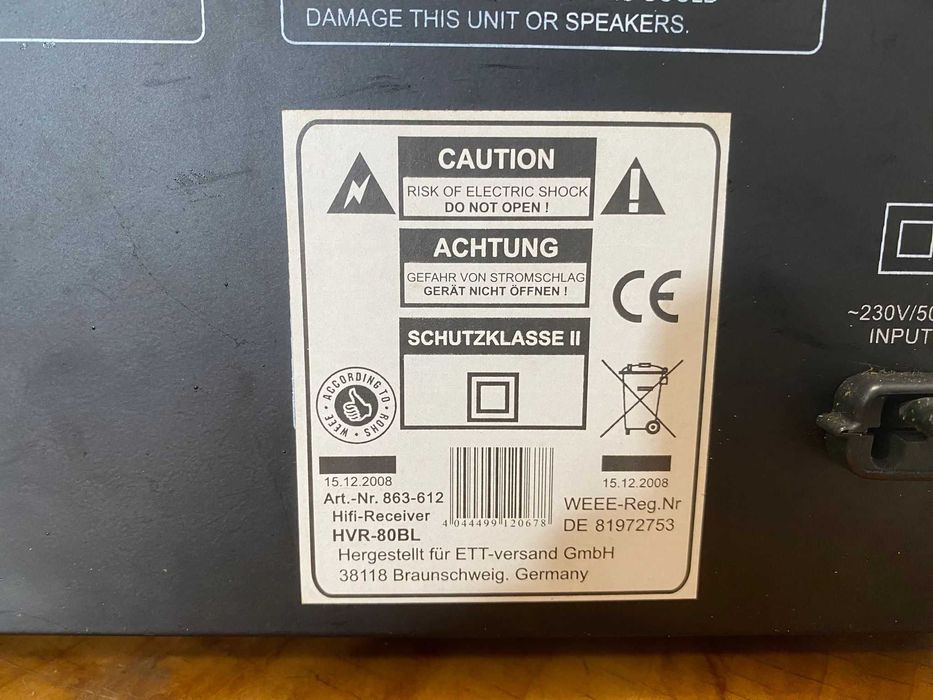 DAMAGE THIS UNIT OR SPEAKERS.
CAUTION
RISK OF ELECTRIC SHOCK
DO NOT OPEN !
ACHTUNG
GEFAHR VON STROMSCHLAG
GERÄT NICHT ÖFFNEN !
CE
SCHUTZKLASSE II
ACCORDING TO • ROHS • WEEE •
15.12.2008
15.12.2008
Art.-Nr. 863-612
Hifi-Receiver
HVR-80BL
4 044499 120678
WEEE-Reg.Nr
DE 81972753
Hergestellt für ETT-versand GmbH
38118 Braunschweig. Germany
~230V/50
INPUT